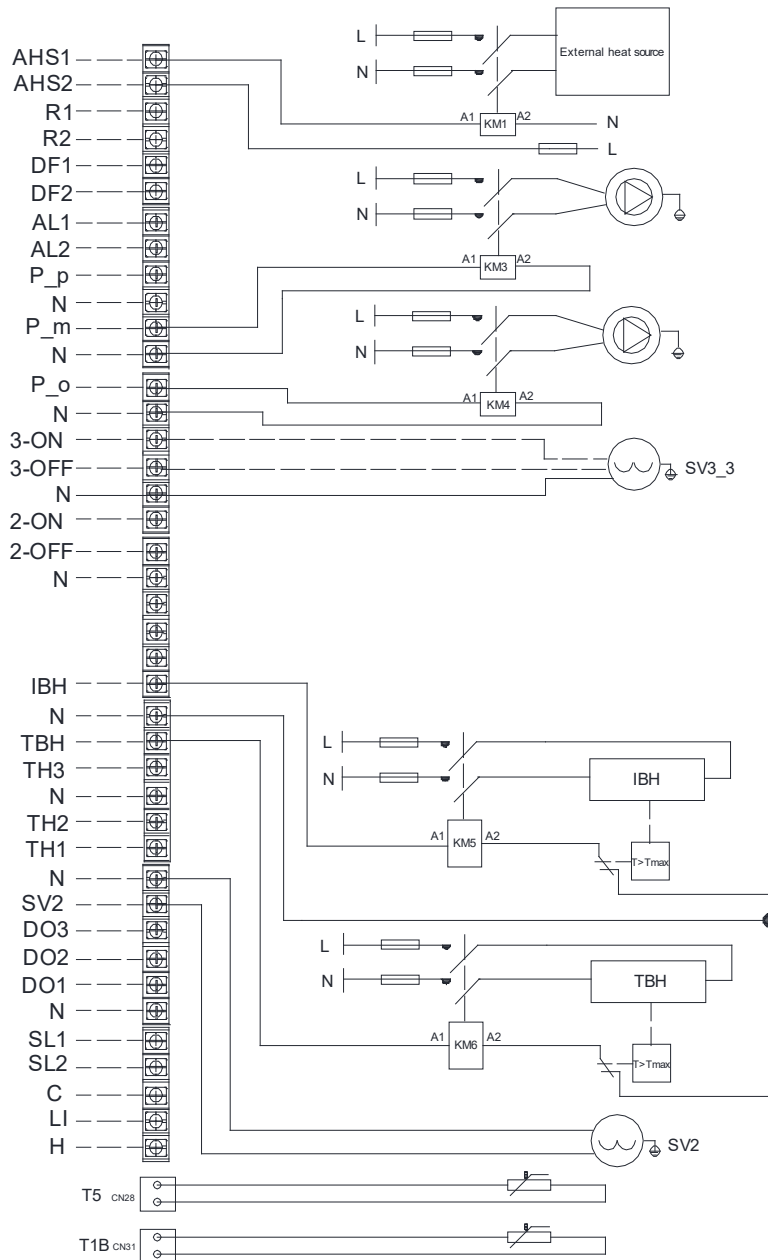 AHS1
AHS2
R1
R2
DF1
DF2
AL1
AL2
P_p
N
P_m
N
P_o
N
3-ON
3-OFF
N
2-ON
2-OFF
N
IBH
N
TBH
TH3
N
TH2
TH1
N
SV2
DO3
DO2
DO1
N
SL1
SL2
C
LI
H
T5 CN28
T1B CN31
L
N
External heat source
A1 KM1 A2 N
L
L
N
A1 KM3 A2
L
N
A1 KM4 A2
SV3_3
L
N
IBH
A1 KM5 A2
T>Tmax
L
N
TBH
A1 KM6 A2
T>Tmax
SV2